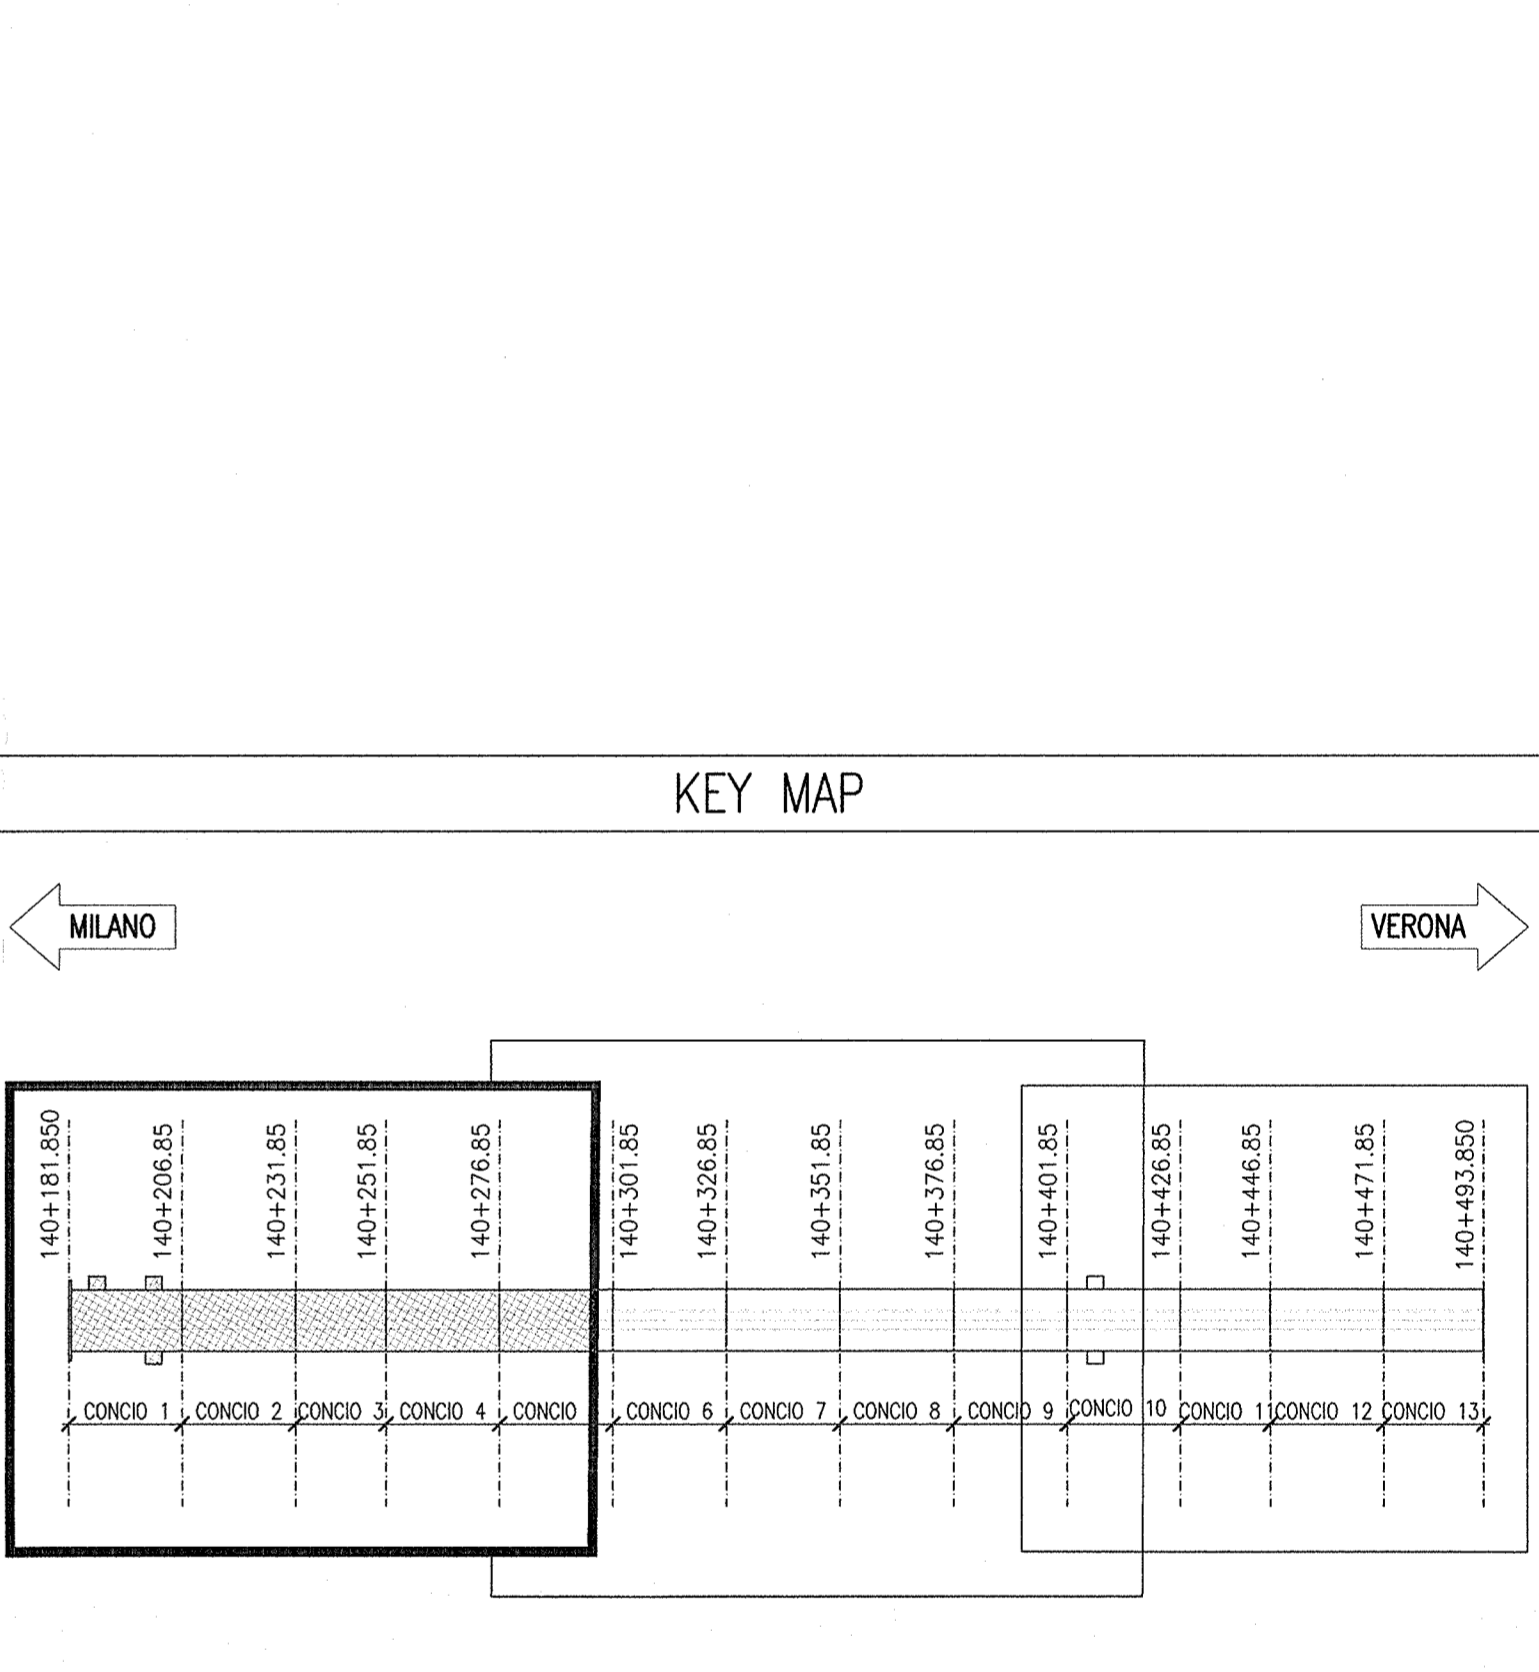 KEY MAP
MILANO
VERONA
140+181.850
140+206.85
140+231.85
140+251.85
140+276.85
140+301.85
140+326.85
140+351.85
140+376.85
140+401.85
140+426.85
140+446.85
140+471.85
140+493.850
CONCIO 1
CONCIO 2
CONCIO 3
CONCIO 4
CONCIO
CONCIO 6
CONCIO 7
CONCIO 8
CONCIO 9
CONCIO 10
CONCIO 11
CONCIO 12
CONCIO 13